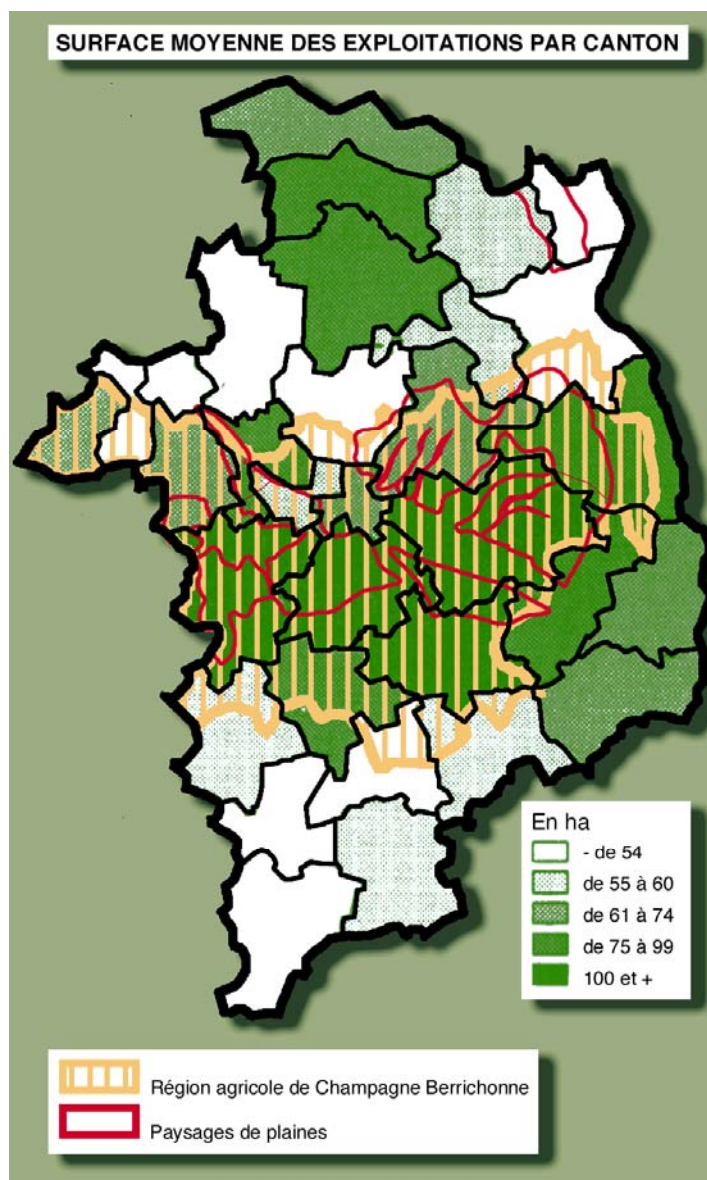 SURFACE MOYENNE DES EXPLOITATIONS PAR CANTON
En ha
- de 54
de 55 à 60
de 61 à 74
de 75 à 99
100 et +
Région agricole de Champagne Berrichonne
Paysages de plaines